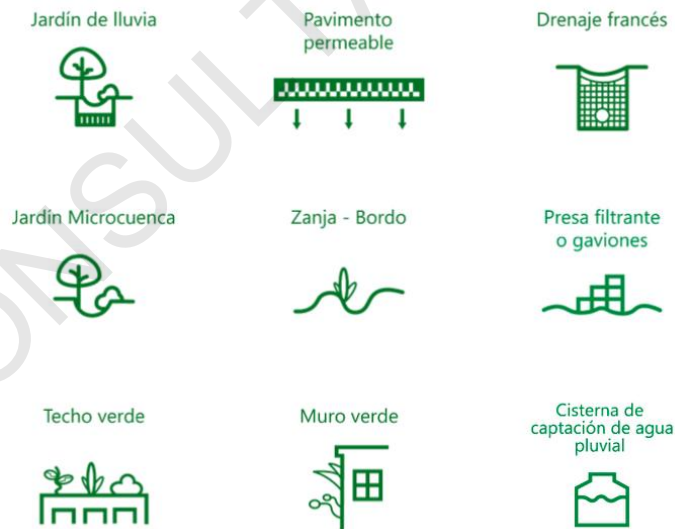 Jardín de lluvia
Pavimento
permeable
Drenaje francés
Jardín Microcuenca
Zanja - Bordo
Presa filtrante
o gaviones
Techo verde
Muro verde
Cisterna de
captación de agua
pluvial